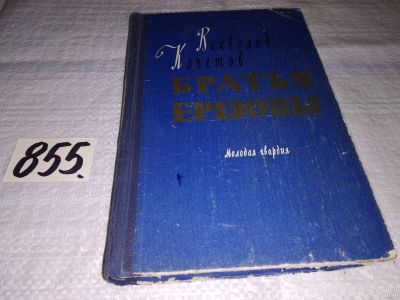 Всеволод
Кочетов
БРАТЬЯ
ЕРШОВЫ
Молодая гвардия
855.